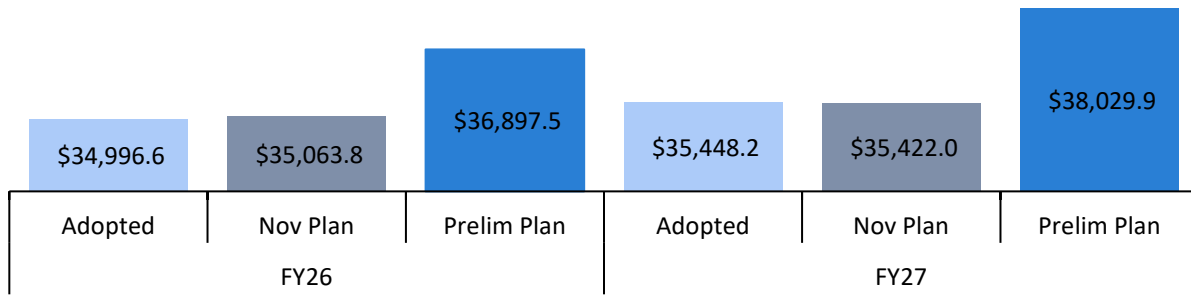 $34,996.6 $35,063.8 $36,897.5 $35,448.2 $35,422.0 $38,029.9
Adopted Nov Plan Prelim Plan Adopted Nov Plan Prelim Plan
FY26 FY27